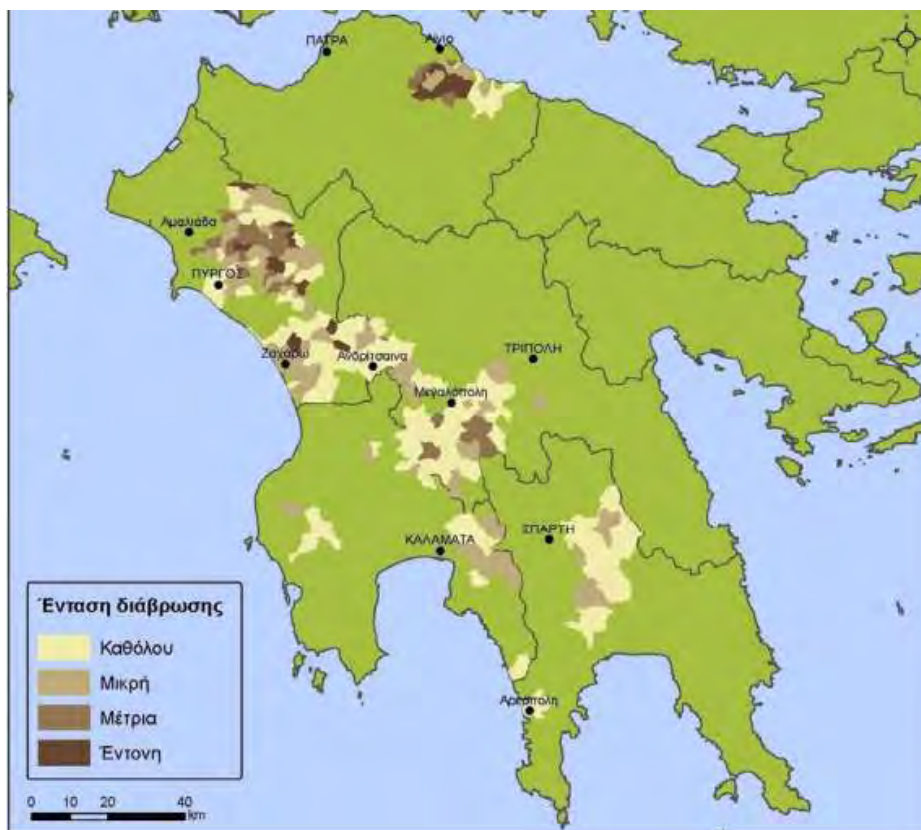 ΠΑΤΡΑ
Αίγιο
Αμαλιάδα
ΠΥΡΓΟΣ
Ζαχάρω
Ανδρίτσαινα
ΤΡΙΠΟΛΗ
Μεγαλόπολη
ΣΠΑΡΤΗ
ΚΑΛΑΜΑΤΑ
Αρεόπολη
Ένταση διάβρωσης
Καθόλου
Μικρή
Μέτρια
Έντονη
0 10 20 40
km